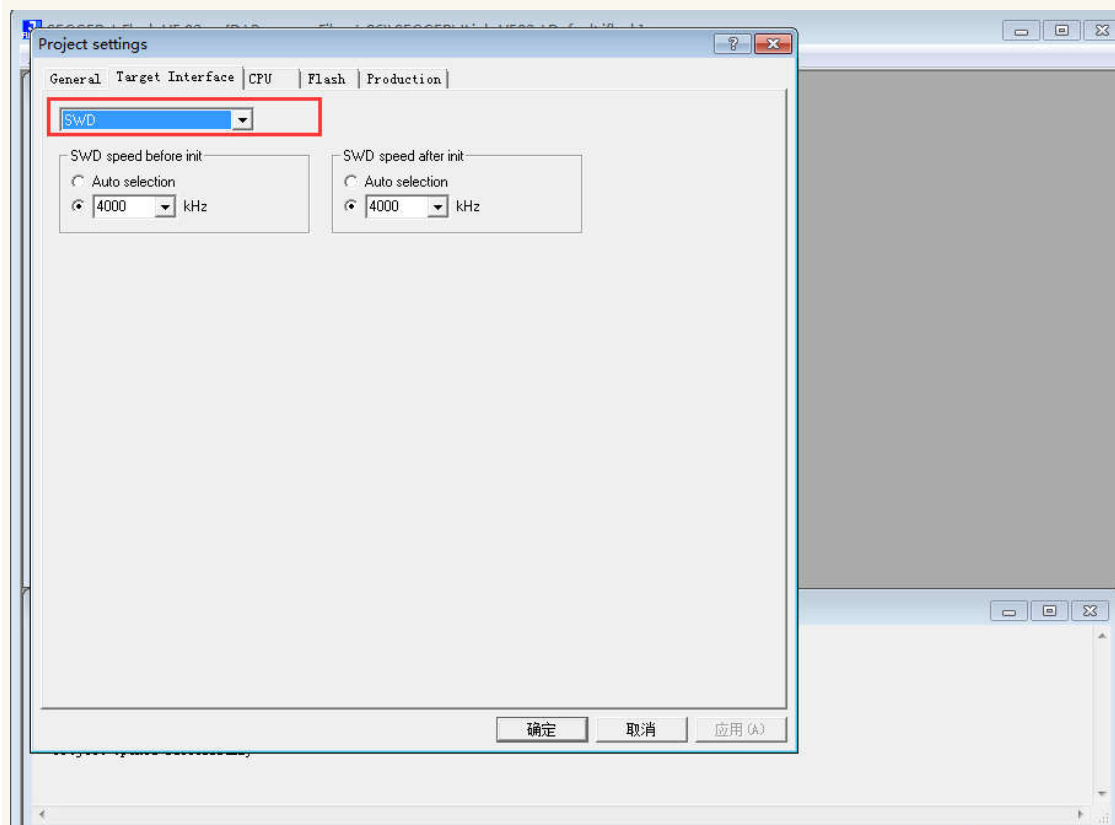 Project settings
General Target Interface CPU Flash Production
SWD
SWD speed before init
Auto selection
4000 kHz
SWD speed after init
Auto selection
4000 kHz
确定 取消 应用(A)